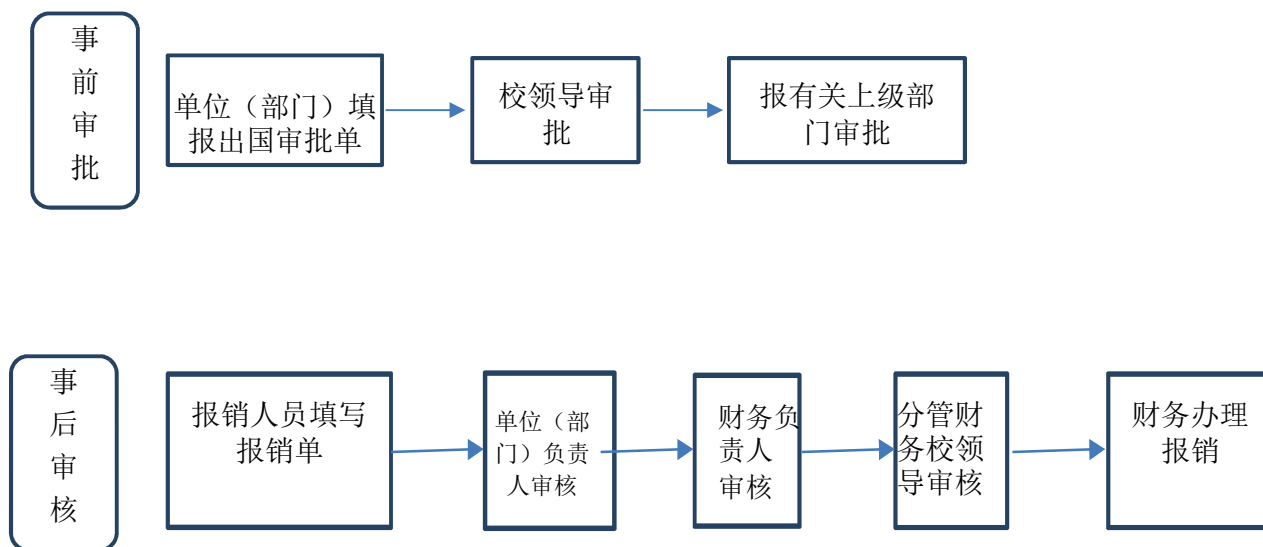 事
前
审
批
单位（部门）填
报出国审批单
校领导审
批
报有关上级部
门审批
事
后
审
核
报销人员填写
报销单
单位（部
门）负责
人审核
财务负
责人
审核
分管财
务校领
导审核
财务办理
报销